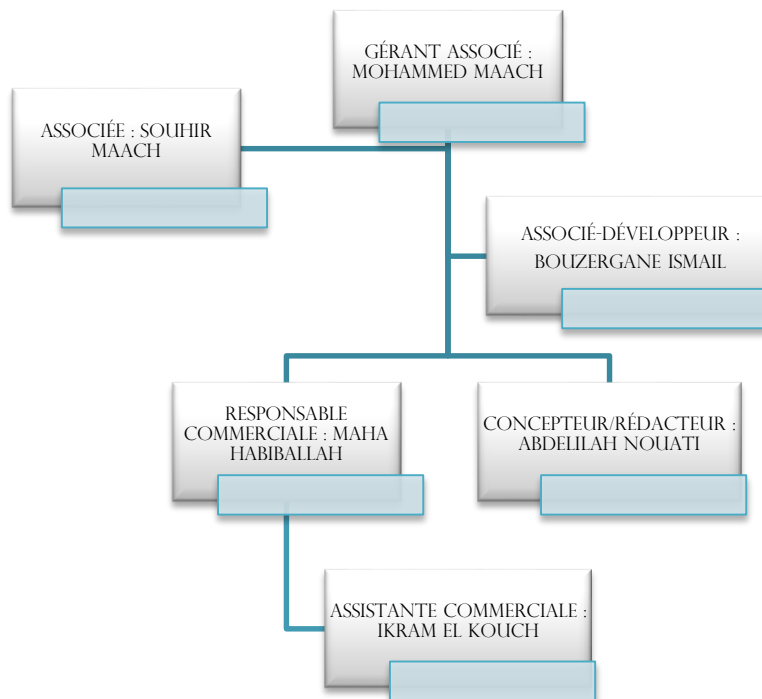 GÉRANT ASSOCIÉ :
MOHAMMED MAACH
ASSOCIÉE : SOUHIR
MAACH
ASSOCIÉ-DÉVELOPPEUR :
BOUZERGANE ISMAIL
RESPONSABLE
COMMERCIALE : MAHA
HABIBALLAH
CONCEPTEUR/RÉDACTEUR :
ABDELILAH NOUATI
ASSISTANTE COMMERCIALE :
IKRAM EL KOUCH